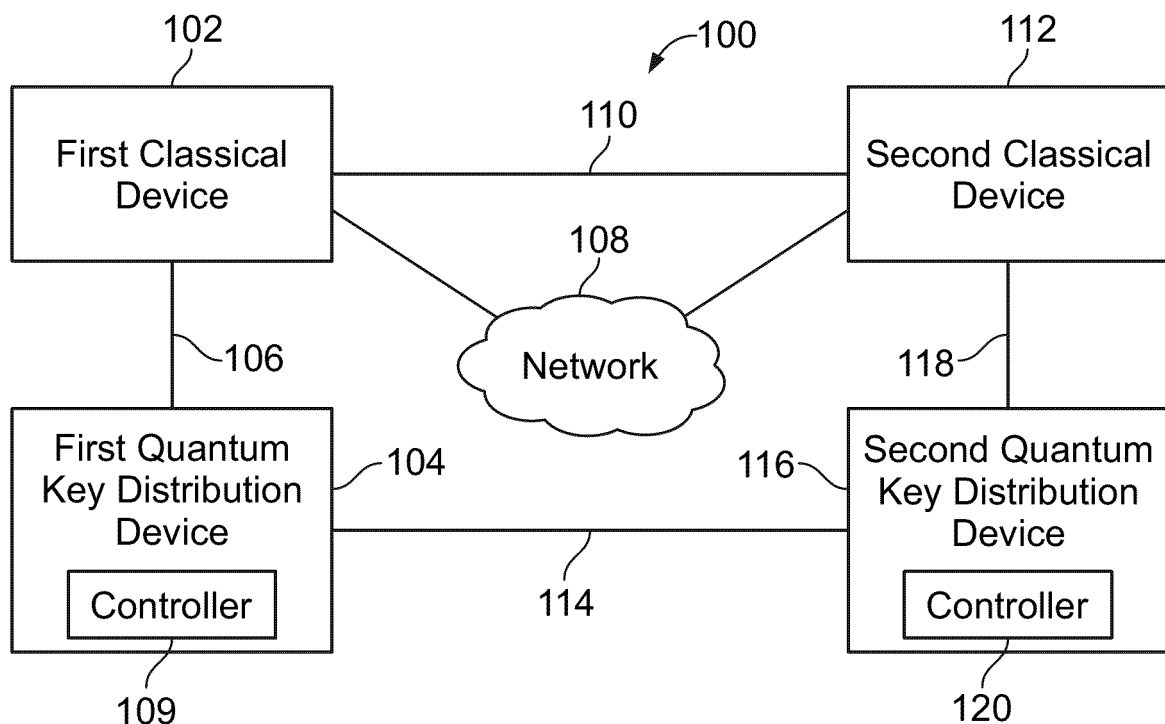 102
100
112
110
First Classical
Device
Second Classical
Device
108
Network
106
118
First Quantum
Key Distribution
Device
104
116
Second Quantum
Key Distribution
Device
Controller
114
Controller
109
120